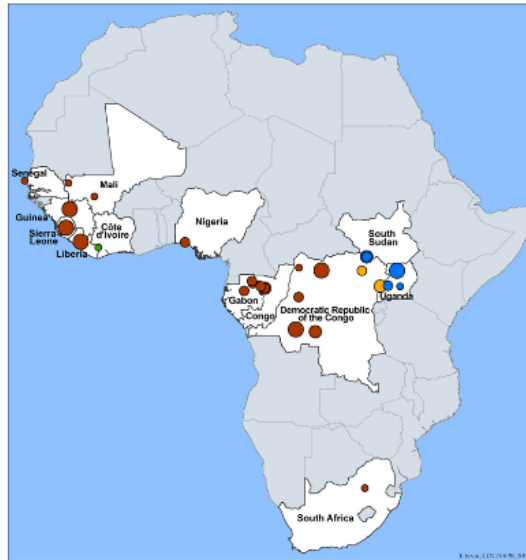 Senegal
Mali
Guinea
Côte
d'Ivoire
Sierra
Leone
Liberia
Nigeria
South
Sudan
Gabon
Congo
Democratic Republic
of the Congo
Uganda
South Africa